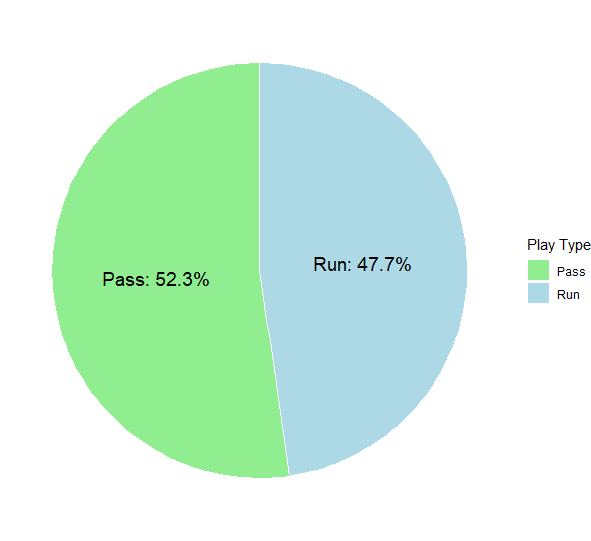 Pass: 52.3%
Run: 47.7%
Play Type
Pass
Run